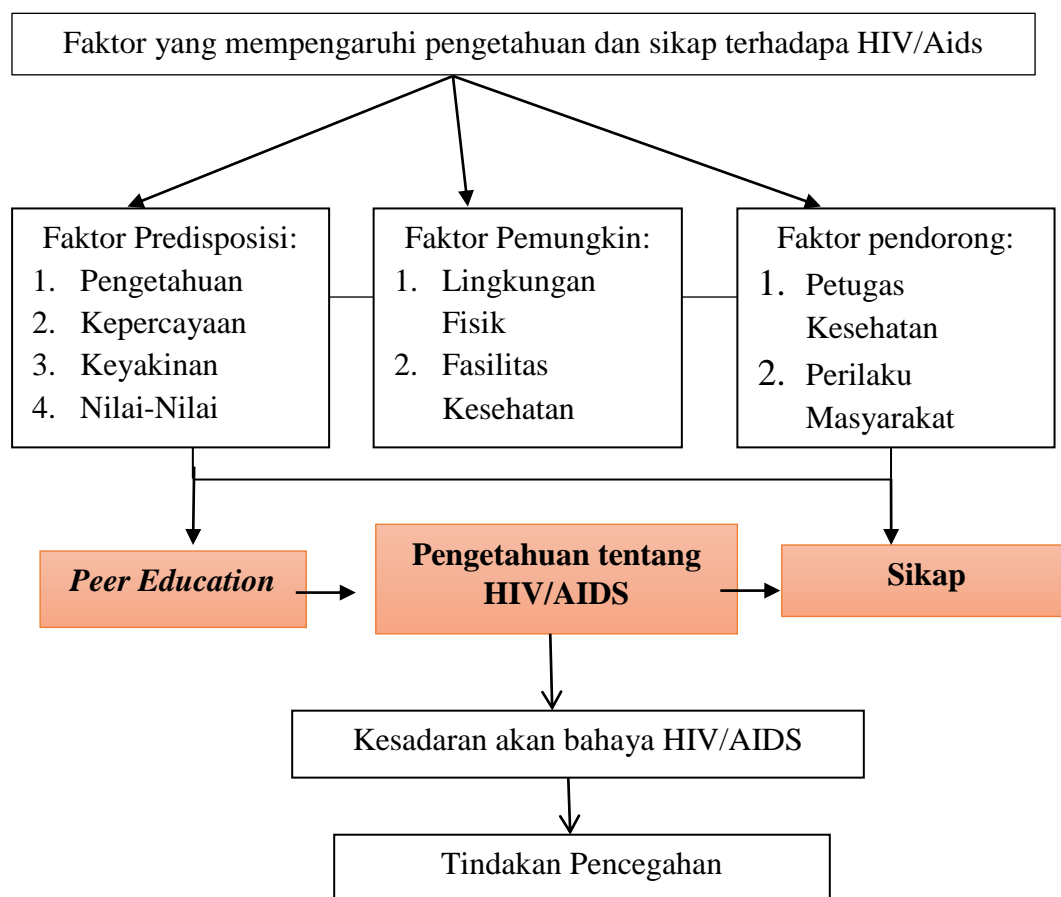 Faktor yang mempengaruhi pengetahuan dan sikap terhadapa HIV/Aids
Faktor Predisposisi:
1. Pengetahuan
2. Kepercayaan
3. Keyakinan
4. Nilai-Nilai
Faktor Pemungkin:
1. Lingkungan
Fisik
2. Fasilitas
Kesehatan
Faktor pendorong:
1. Petugas
Kesehatan
2. Perilaku
Masyarakat
Peer Education
Pengetahuan tentang
HIV/AIDS
Sikap
Kesadaran akan bahaya HIV/AIDS
Tindakan Pencegahan